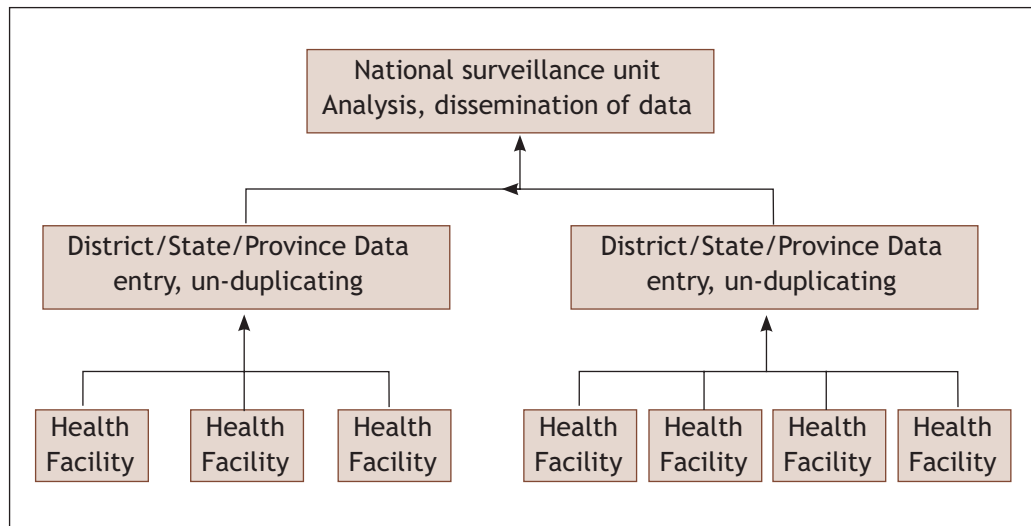 National surveillance unit
Analysis, dissemination of data
District/State/Province Data
entry, un-duplicating
District/State/Province Data
entry, un-duplicating
Health
Facility
Health
Facility
Health
Facility
Health
Facility
Health
Facility
Health
Facility
Health
Facility